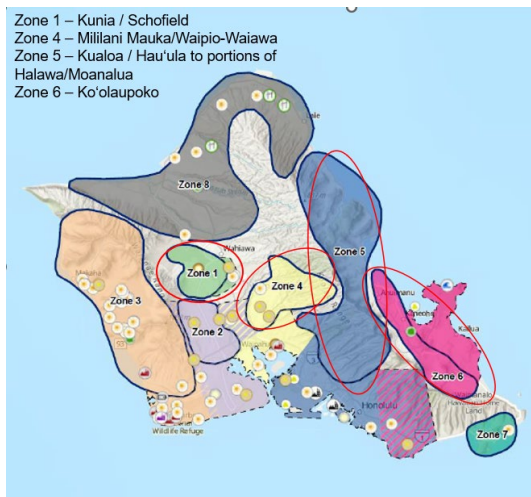 Zone 1 – Kunia / Schofield
Zone 4 – Mililani Mauka/Waipio-Waiawa
Zone 5 – Kualoa / Hau‘ula to portions of
Halawa/Moanalua
Zone 6 – Ko‘olaupoko
Zone 8
Wahiawa
Zone 5
Zone 1
Zone 4
Zone 3
Zone 2
Kailua
Zone 6
Honolulu
Zone 7
Wildlife Refuge